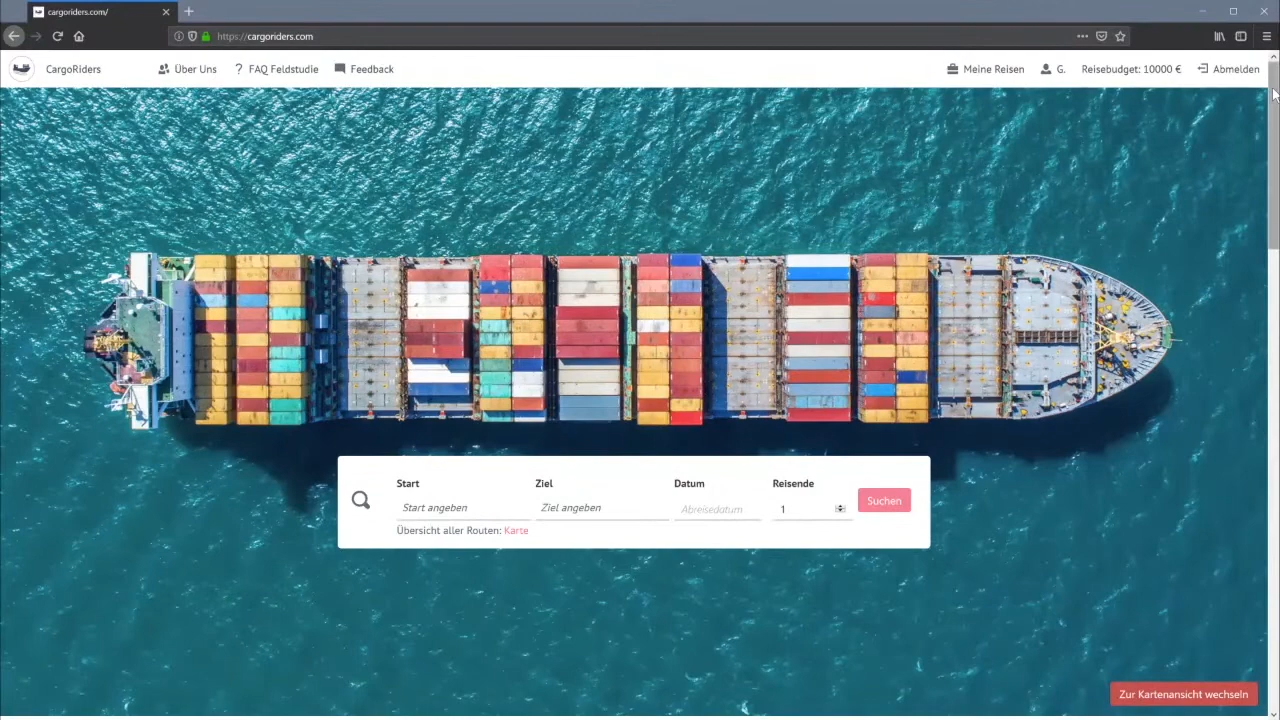 cargoriders.com/
https://cargoriders.com
CargoRiders
Über Uns
? FAQ Feldstudie
Feedback
Meine Reisen
G.
Reisebudget: 10000 €
Abmelden
Start
Ziel
Datum
Reisende
Start angeben
Ziel angeben
Abreisedatum
1
Suchen
Übersicht aller Routen: Karte
Zur Kartenansicht wechseln